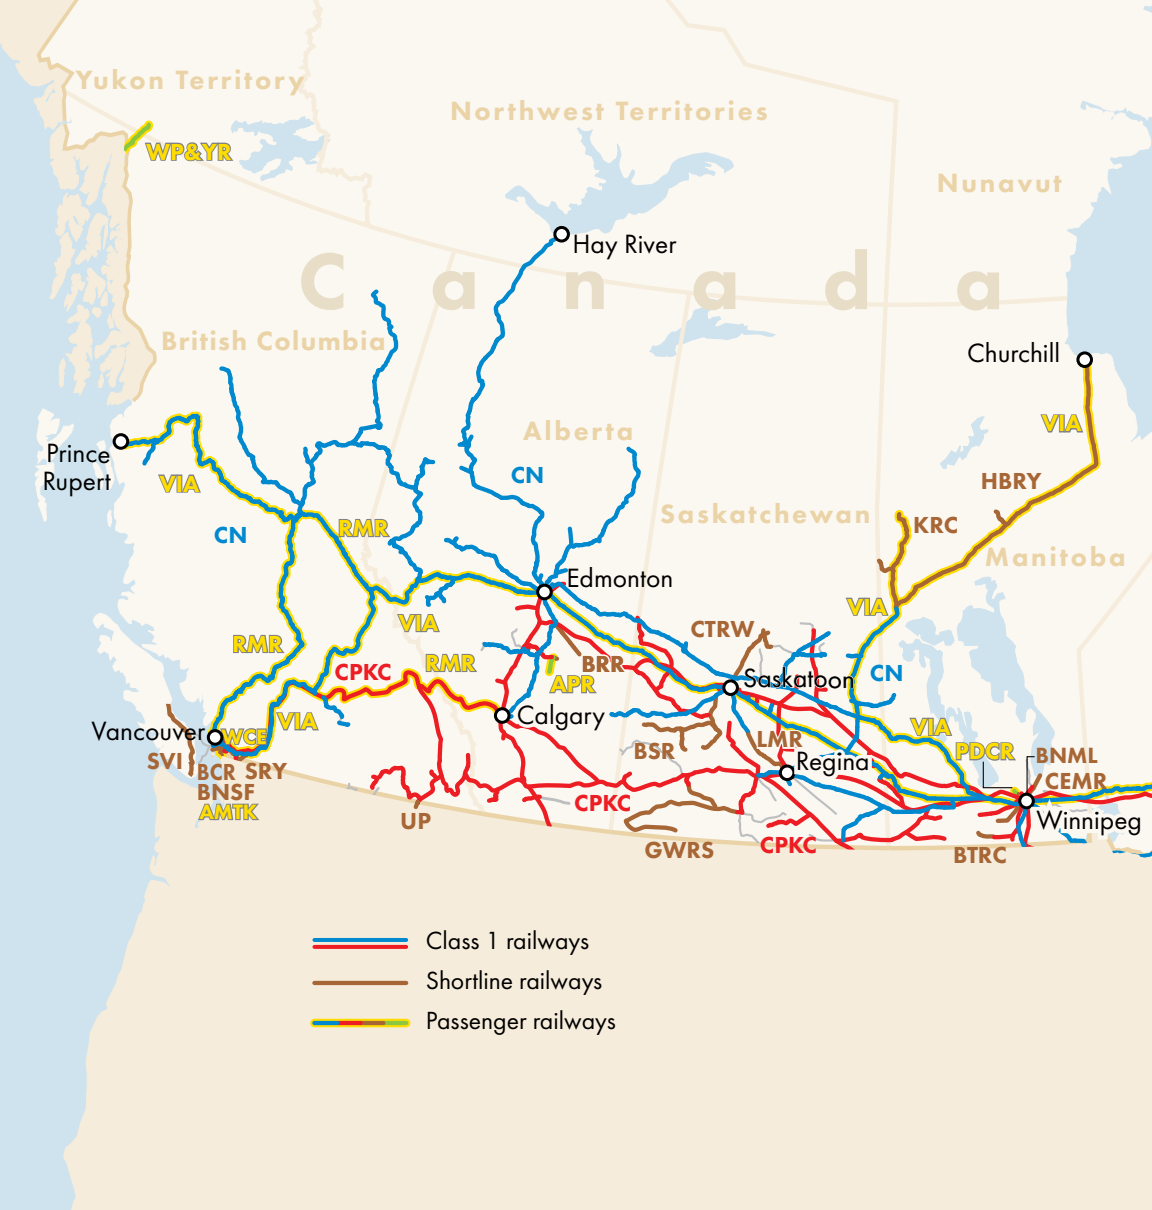 Yukon Territory
Northwest Territories
WP&YR
Nunavut
Hay River
Canada
British Columbia
Churchill
VIA
Alberta
Prince
Rupert
CN
HBRY
VIA
Saskatchewan
KRC
CN
RMR
Manitoba
Edmonton
VIA
VIA
CTRW
RMR
CPKC
RMR
BRR
APR
Saskatoon
CN
Calgary
VIA
Vancouver
WCE
VIA
LMR
BSR
PDCR
BNML
SVI
BCR SRY
Regina
CEMR
BNSF
CPKC
AMTK
UP
Winnipeg
GWRS
CPKC
BTRC
Class 1 railways
Shortline railways
Passenger railways